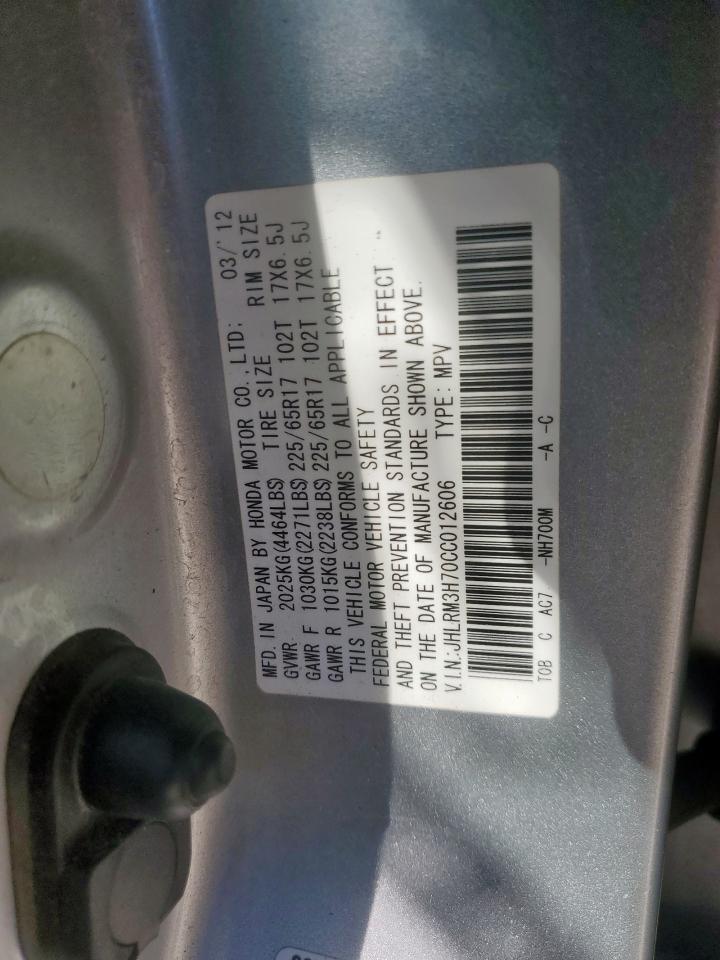 MFD. IN JAPAN BY HONDA MOTOR CO., LTD; 03/'12
GVWR 2025KG(4464LBS) TIRE SIZE RIM SIZE
GAWR F 1030KG(2271LBS) 225/65R17 102T 17X6.5J
GAWR R 1015KG(2238LBS) 225/65R17 102T 17X6.5J
THIS VEHICLE CONFORMS TO ALL APPLICABLE
FEDERAL MOTOR VEHICLE SAFETY
AND THEFT PREVENTION STANDARDS IN EFFECT
ON THE DATE OF MANUFACTURE SHOWN ABOVE.
V.I.N.:JHLRM3H70CC012606 TYPE: MPV
TOB C AC7 -NH700M -A -C